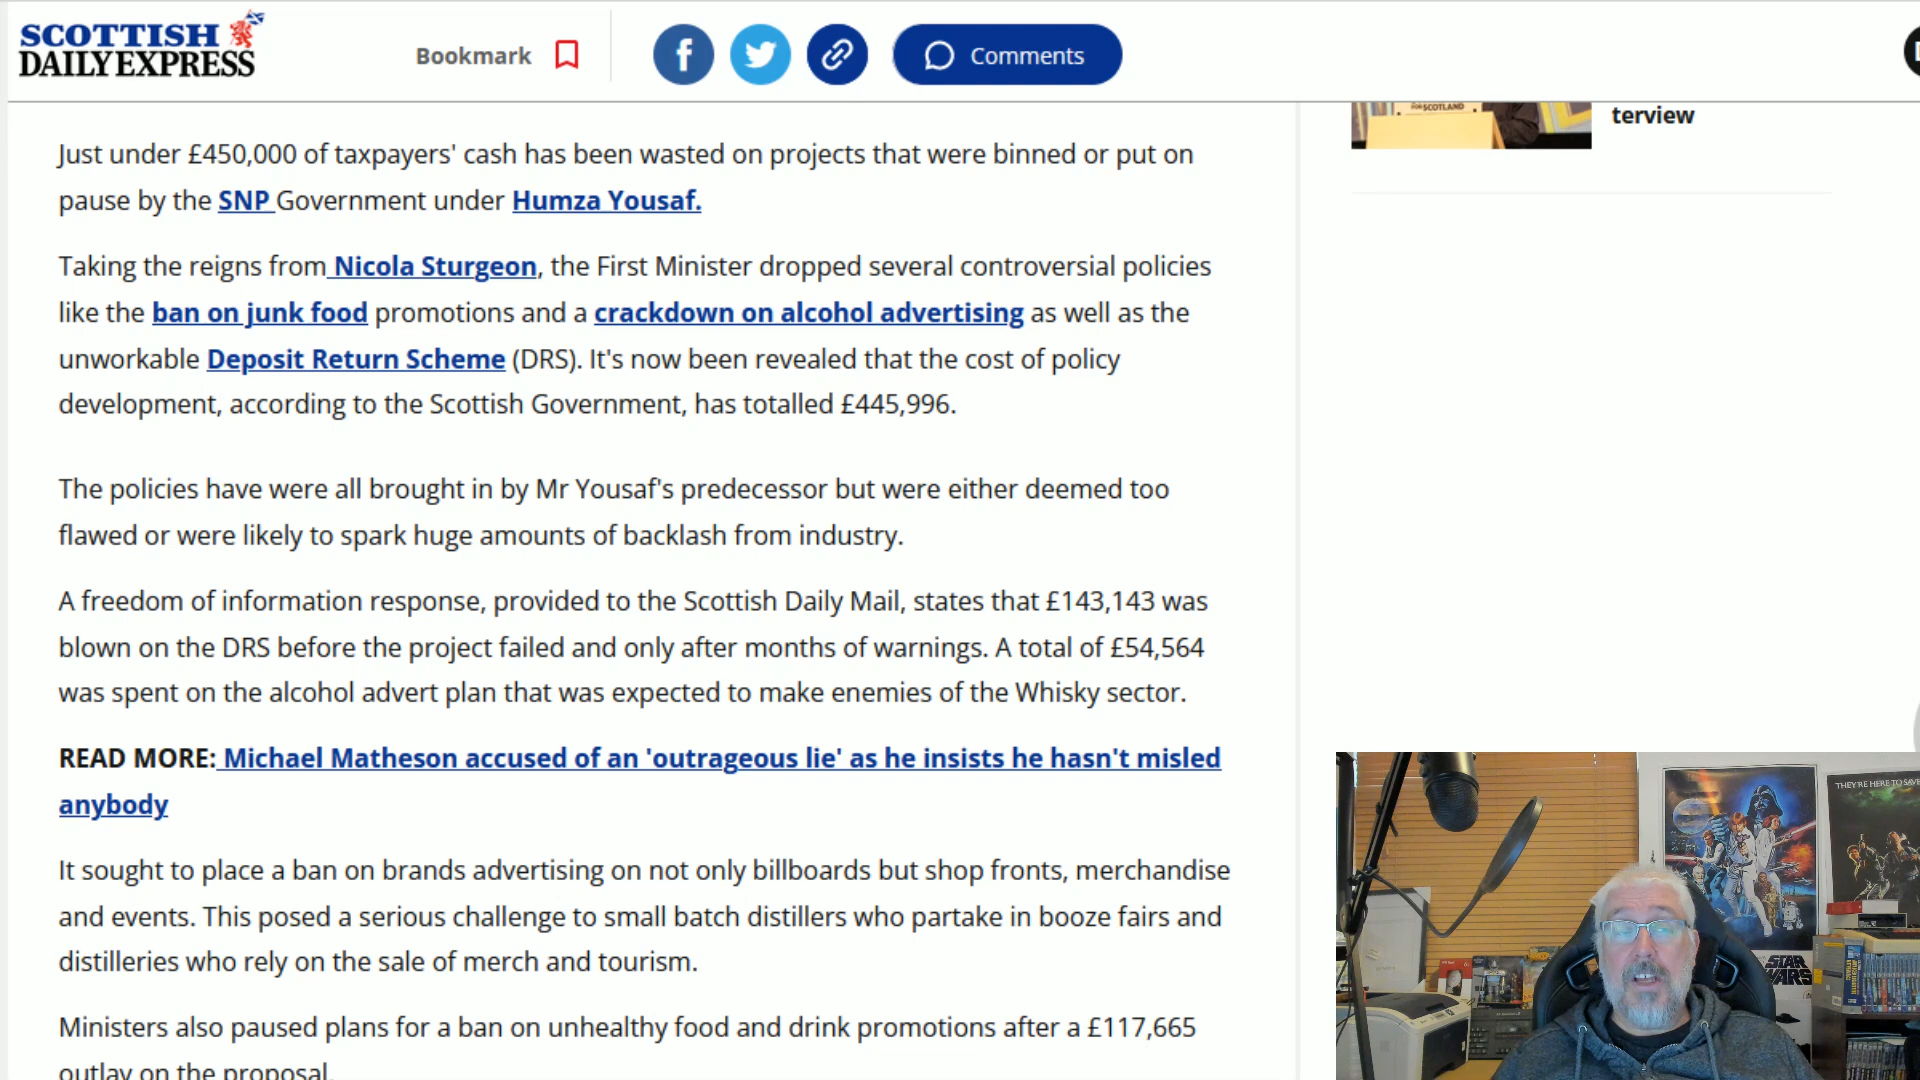 SCOTTISH
DAILY EXPRESS
Bookmark
Comments
SCOTLAND
terview
Just under £450,000 of taxpayers' cash has been wasted on projects that were binned or put on
pause by the SNP Government under Humza Yousaf.
Taking the reigns from Nicola Sturgeon, the First Minister dropped several controversial policies
like the ban on junk food promotions and a crackdown on alcohol advertising as well as the
unworkable Deposit Return Scheme (DRS). It's now been revealed that the cost of policy
development, according to the Scottish Government, has totalled £445,996.
The policies have were all brought in by Mr Yousaf's predecessor but were either deemed too
flawed or were likely to spark huge amounts of backlash from industry.
A freedom of information response, provided to the Scottish Daily Mail, states that £143,143 was
blown on the DRS before the project failed and only after months of warnings. A total of £54,564
was spent on the alcohol advert plan that was expected to make enemies of the Whisky sector.
READ MORE: Michael Matheson accused of an 'outrageous lie' as he insists he hasn't misled
anybody
It sought to place a ban on brands advertising on not only billboards but shop fronts, merchandise
and events. This posed a serious challenge to small batch distillers who partake in booze fairs and
distilleries who rely on the sale of merch and tourism.
Ministers also paused plans for a ban on unhealthy food and drink promotions after a £117,665
outlay on the proposal.
THEY'RE HERE TO SAVE
STAR
WARS